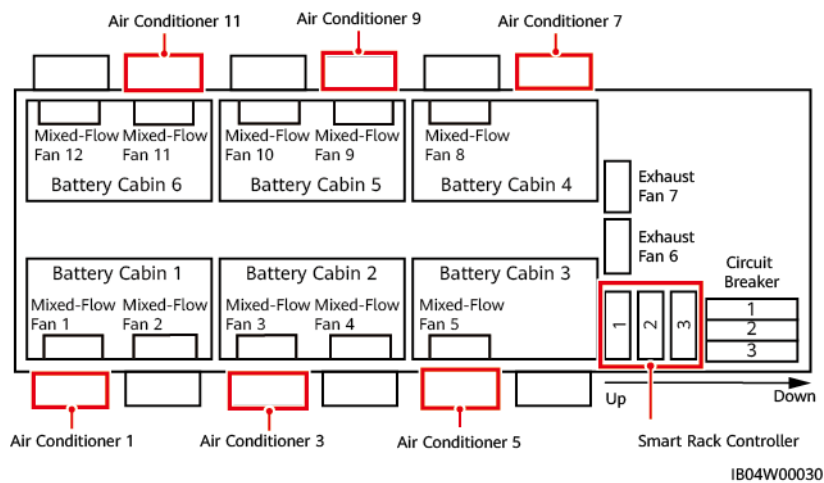 Air Conditioner 11
Air Conditioner 9
Air Conditioner 7
Mixed-Flow
Fan 12
Mixed-Flow
Fan 11
Mixed-Flow
Fan 10
Mixed-Flow
Fan 9
Mixed-Flow
Fan 8
Battery Cabin 6
Battery Cabin 5
Battery Cabin 4
Exhaust
Fan 7
Exhaust
Fan 6
Battery Cabin 1
Battery Cabin 2
Battery Cabin 3
Mixed-Flow
Fan 1
Mixed-Flow
Fan 2
Mixed-Flow
Fan 3
Mixed-Flow
Fan 4
Mixed-Flow
Fan 5
1
2
3
Circuit
Breaker
1
2
3
Up
Down
Air Conditioner 1
Air Conditioner 3
Air Conditioner 5
Smart Rack Controller
IB04W00030